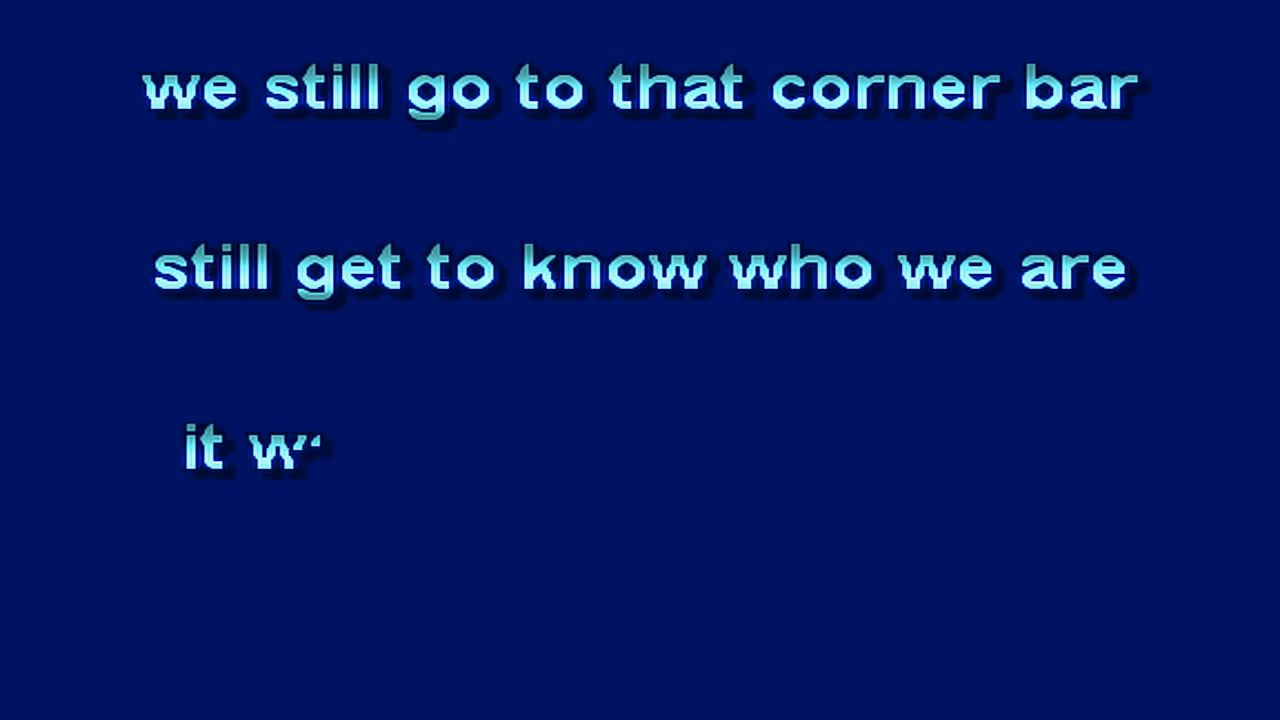 we still go to that corner bar
still get to know who we are
it